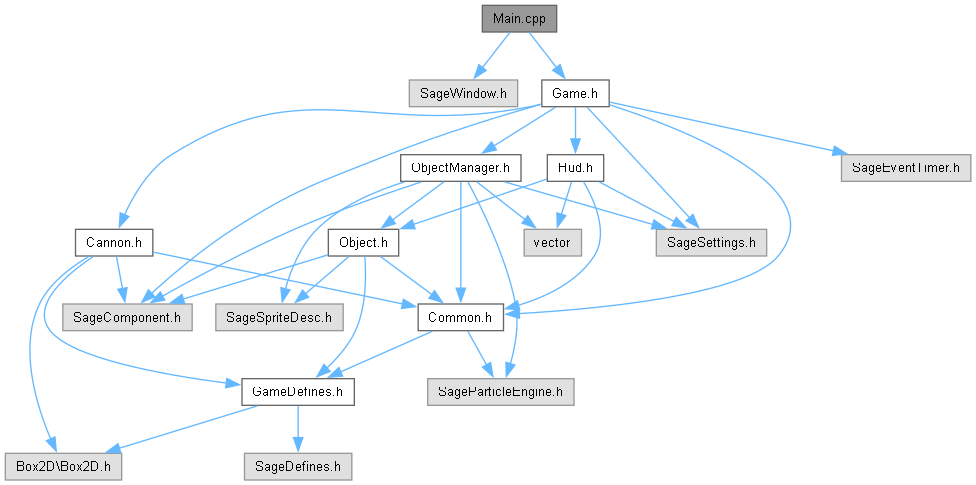 Main.cpp
SageWindow.h
Game.h
ObjectManager.h
Hud.h
SageEventTimer.h
Cannon.h
Object.h
vector
SageSettings.h
SageComponent.h
SageSpriteDesc.h
Common.h
GameDefines.h
SageParticleEngine.h
Box2D\Box2D.h
SageDefines.h